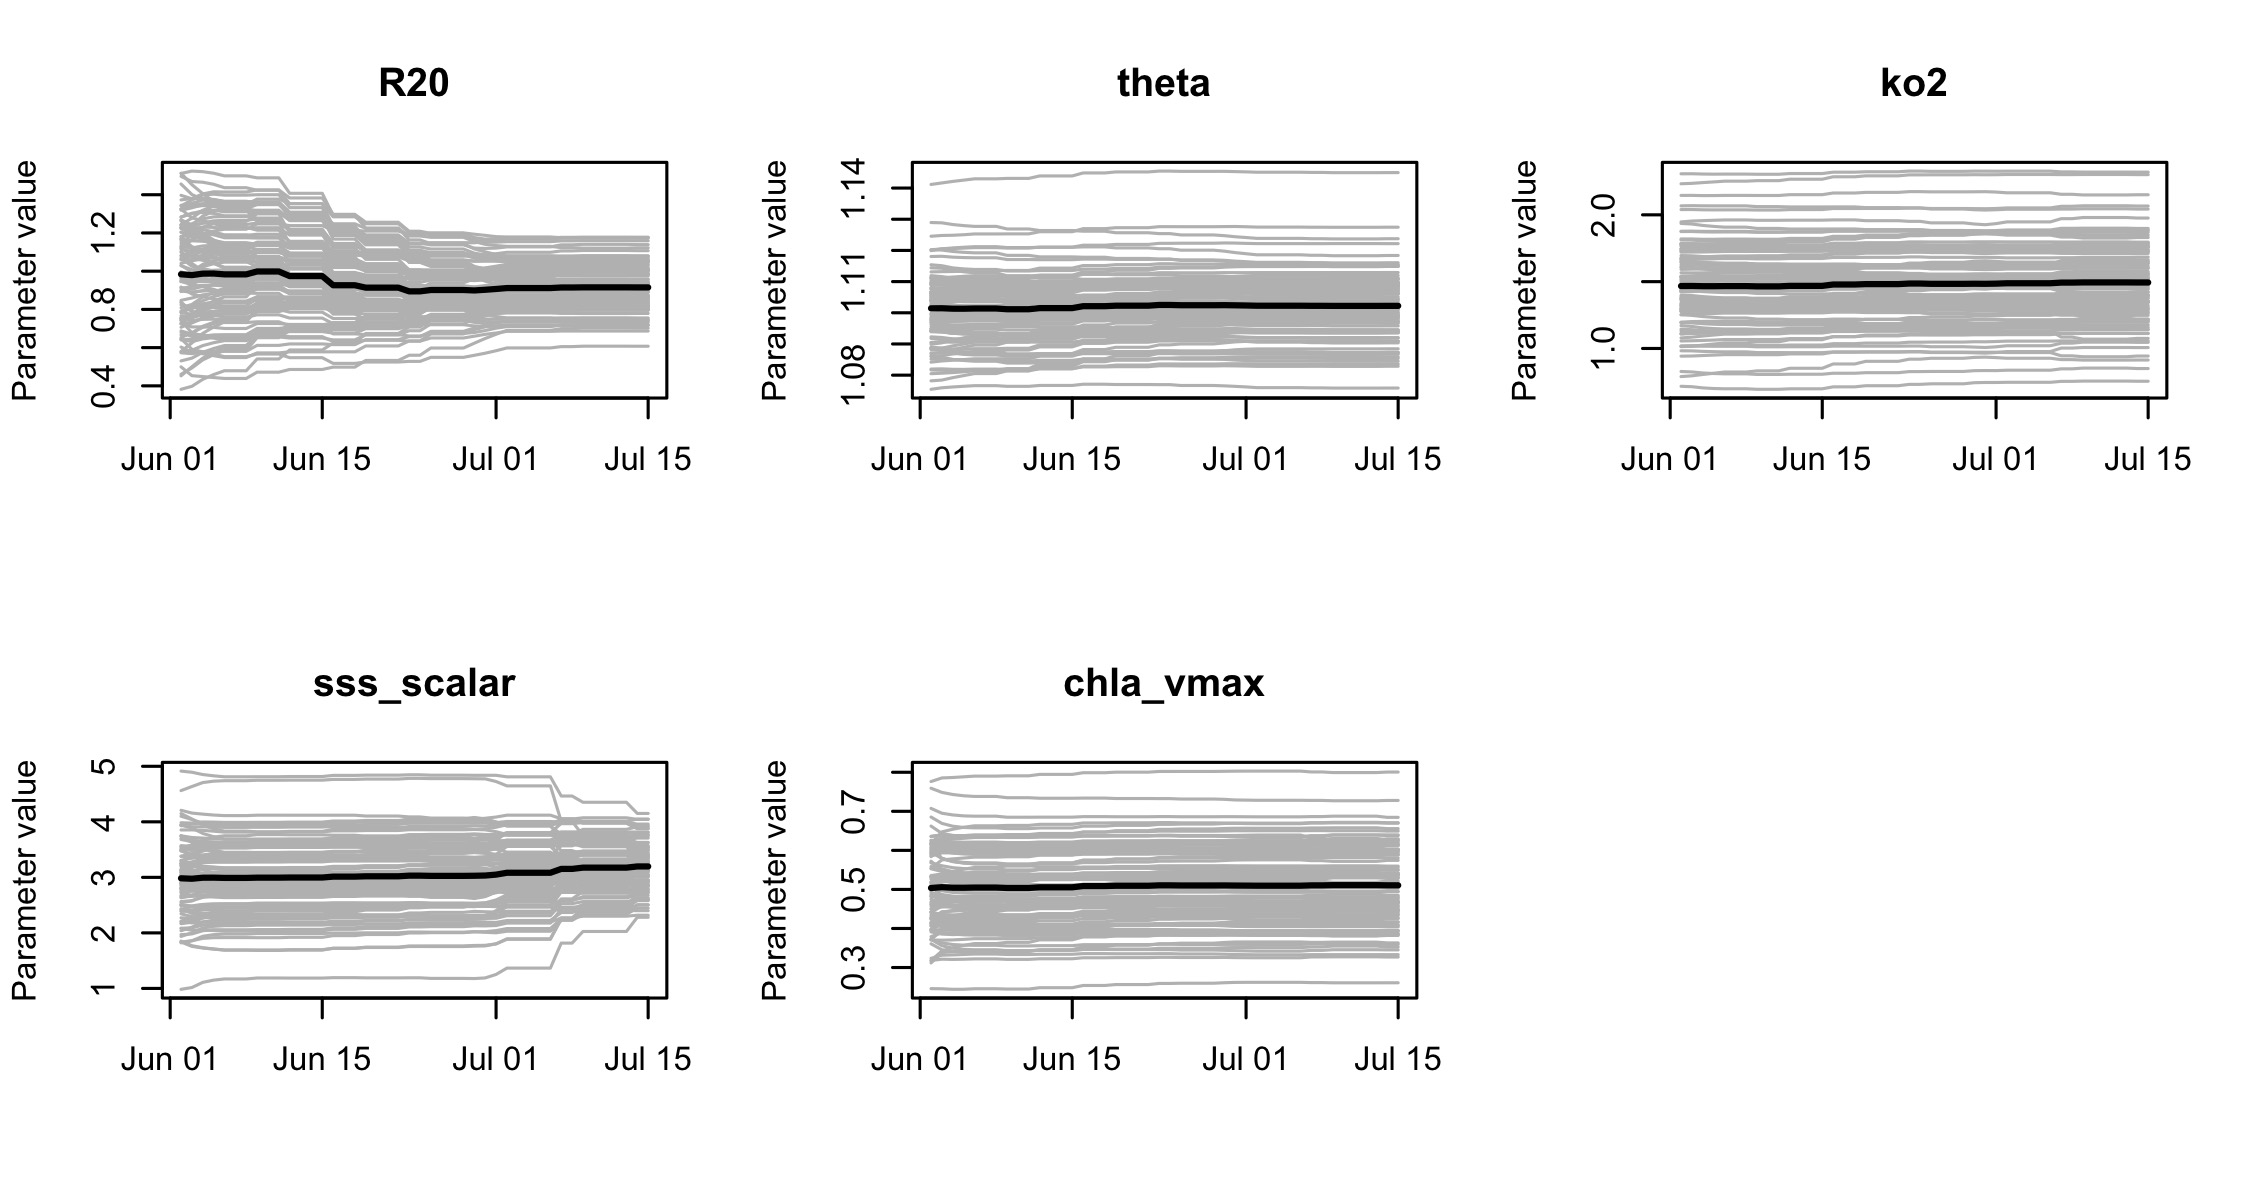 R20
theta
ko2
Parameter value
0.4
0.8
1.2
Jun 01
Jun 15
Jul 01
Jul 15
Parameter value
1.08
1.11
1.14
Jun 01
Jun 15
Jul 01
Jul 15
Parameter value
1.0
2.0
Jun 01
Jun 15
Jul 01
Jul 15
sss_scalar
chla_vmax
Parameter value
1
2
3
4
5
Jun 01
Jun 15
Jul 01
Jul 15
Parameter value
0.3
0.5
0.7
Jun 01
Jun 15
Jul 01
Jul 15